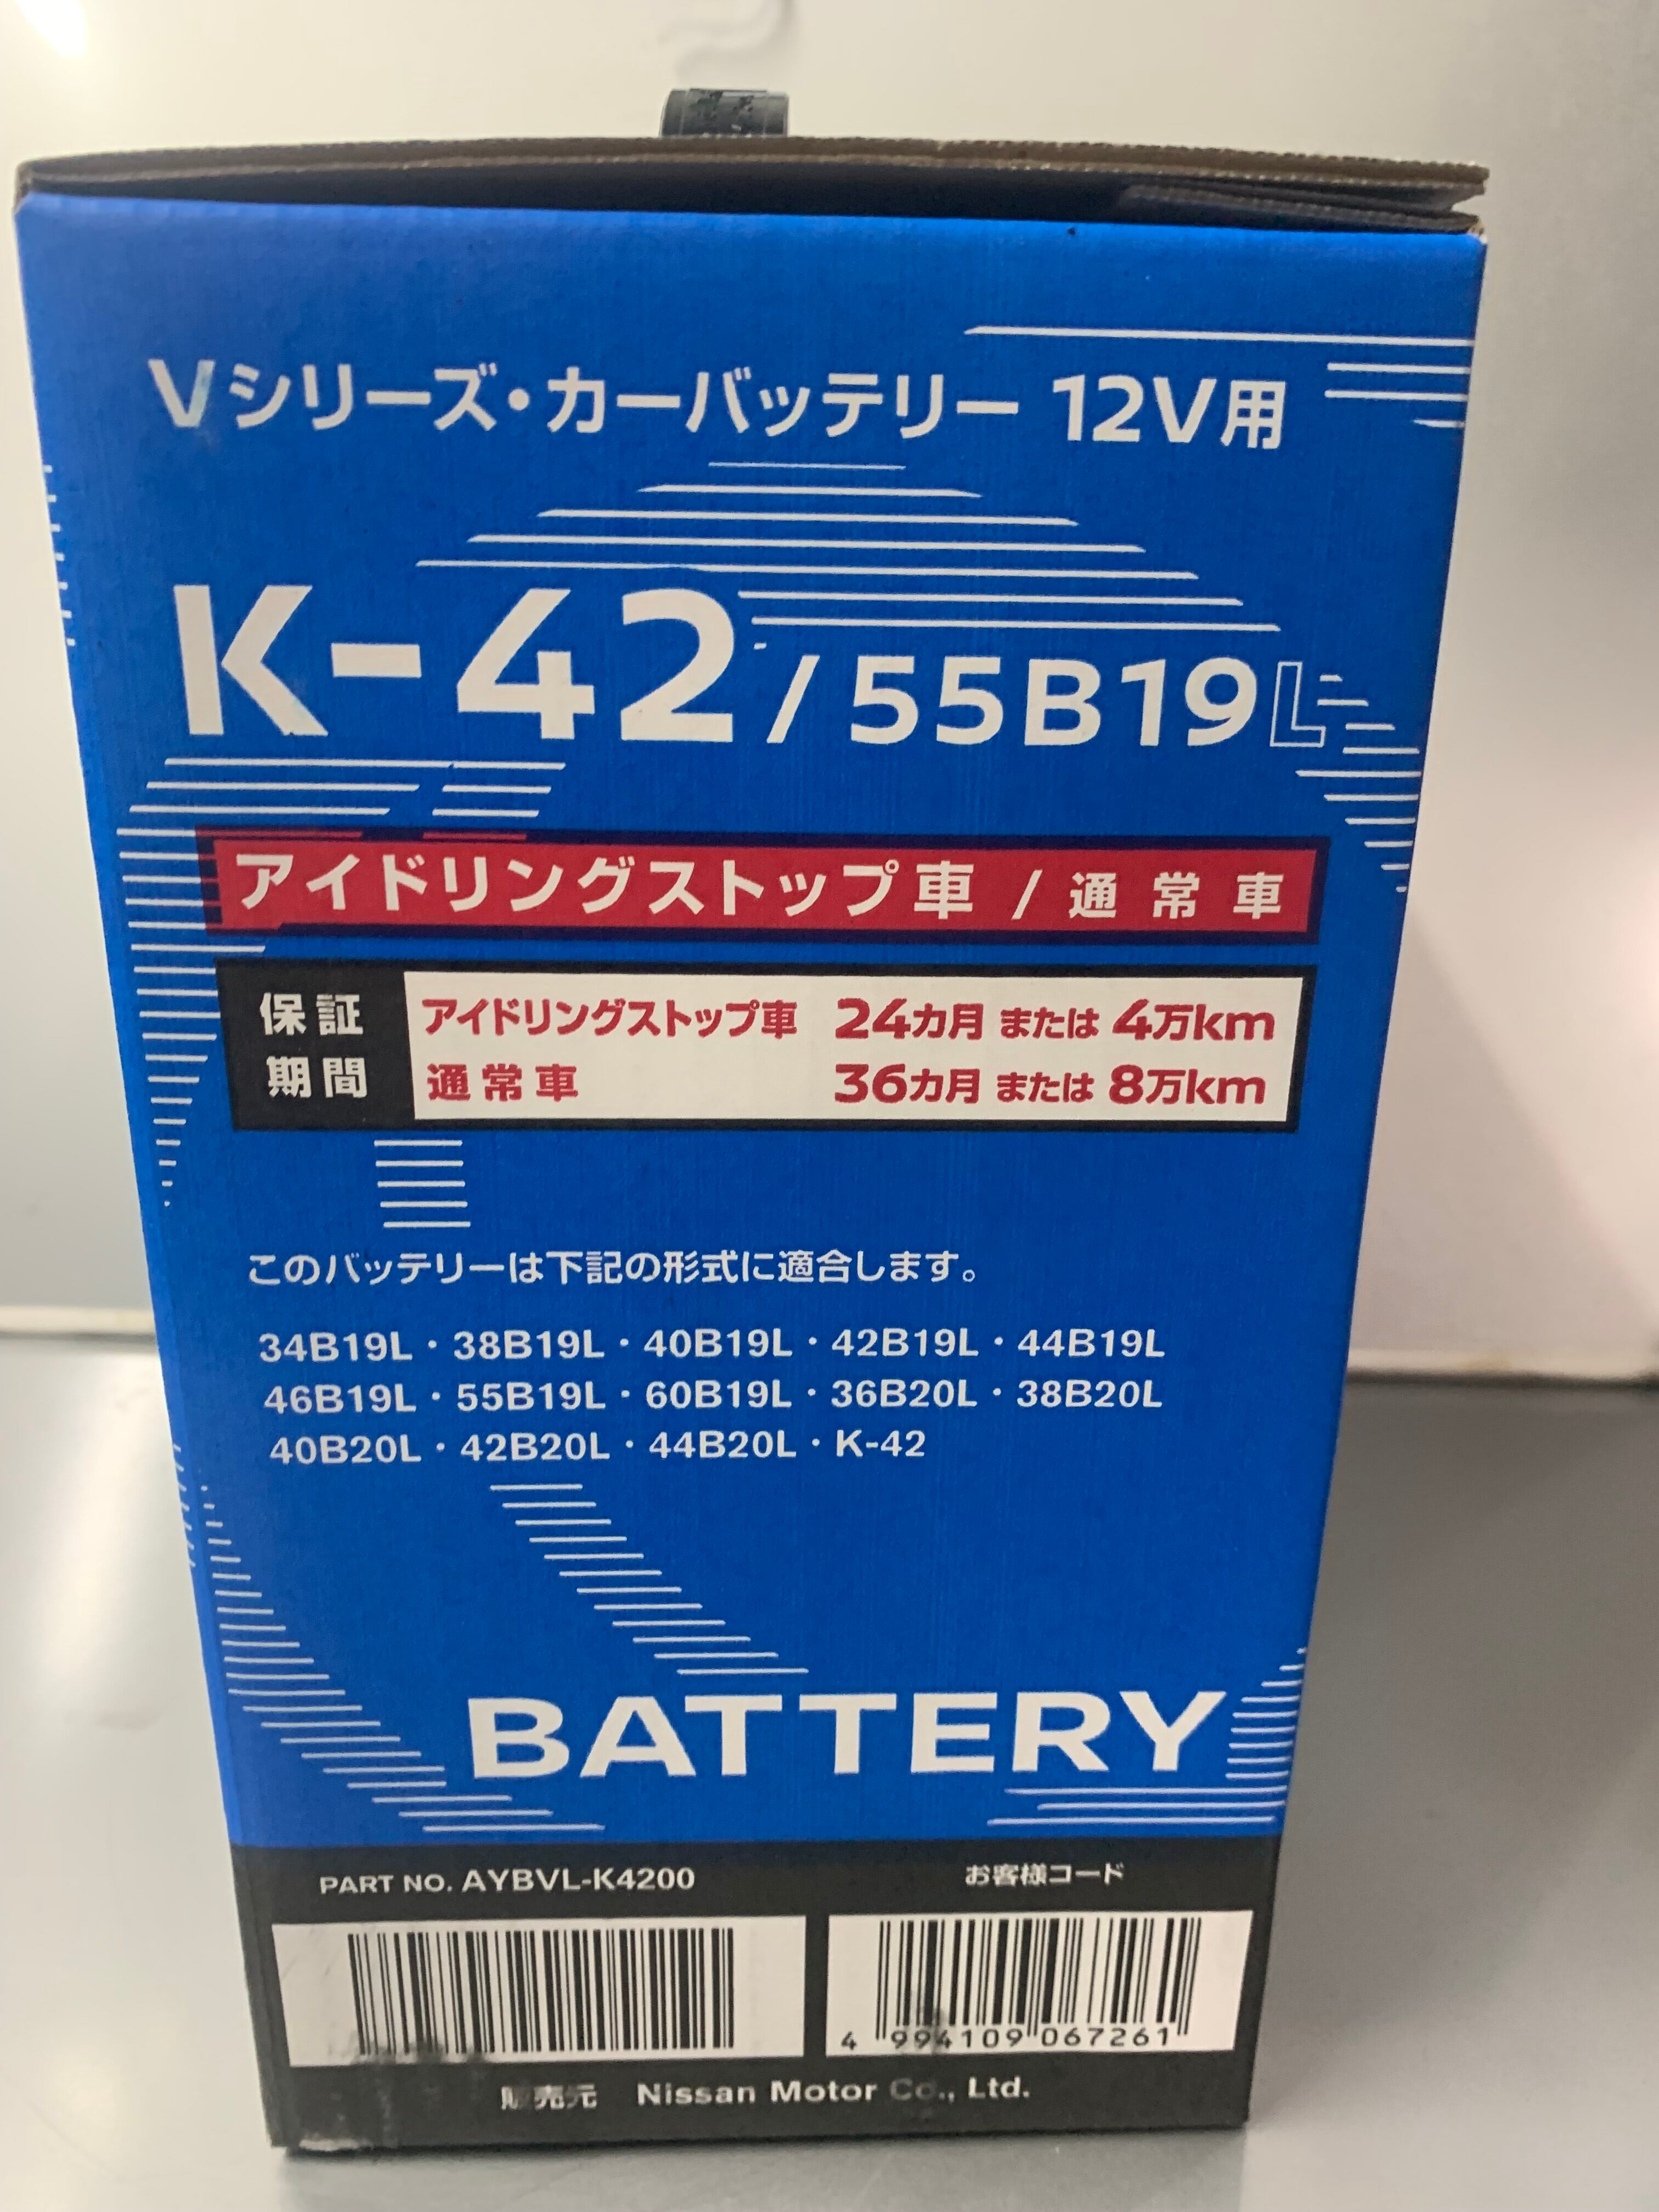 Vシリーズ・カーバッテリー 12V用
K-42/55B19L
アイドリングストップ車 / 通常車
保証期間
アイドリングストップ車 24カ月 または 4万km
通常車 36カ月 または 8万km
このバッテリーは下記の形式に適合します。
34B19L・38B19L・40B19L・42B19L・44B19L
46B19L・55B19L・60B19L・36B20L・38B20L
40B20L・42B20L・44B20L・K-42
BATTERY
PART NO. AYBVL-K4200
お客様コード
4 994109 067261
販売元 Nissan Motor Co., Ltd.